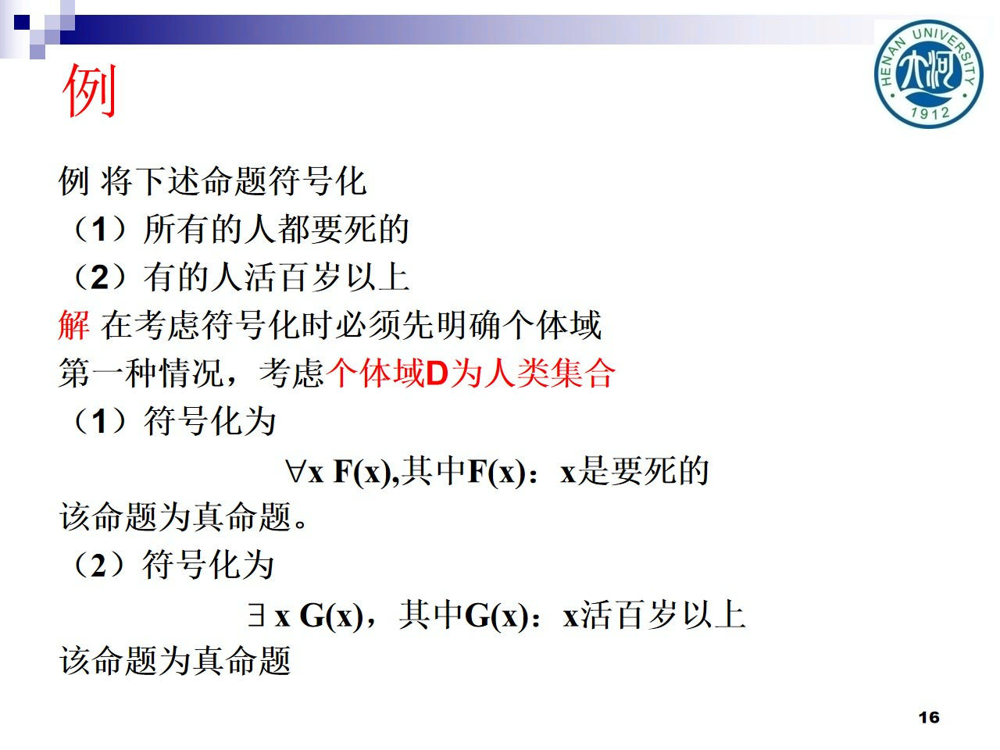 例
HENAN UNIVERSITY
1912
例 将下述命题符号化
（1）所有的人都要死的
（2）有的人活百岁以上
解 在考虑符号化时必须先明确个体域
第一种情况，考虑个体域D为人类集合
（1）符号化为
∀x F(x),其中F(x)：x是要死的
该命题为真命题。
（2）符号化为
∃ x G(x)，其中G(x)：x活百岁以上
该命题为真命题
16